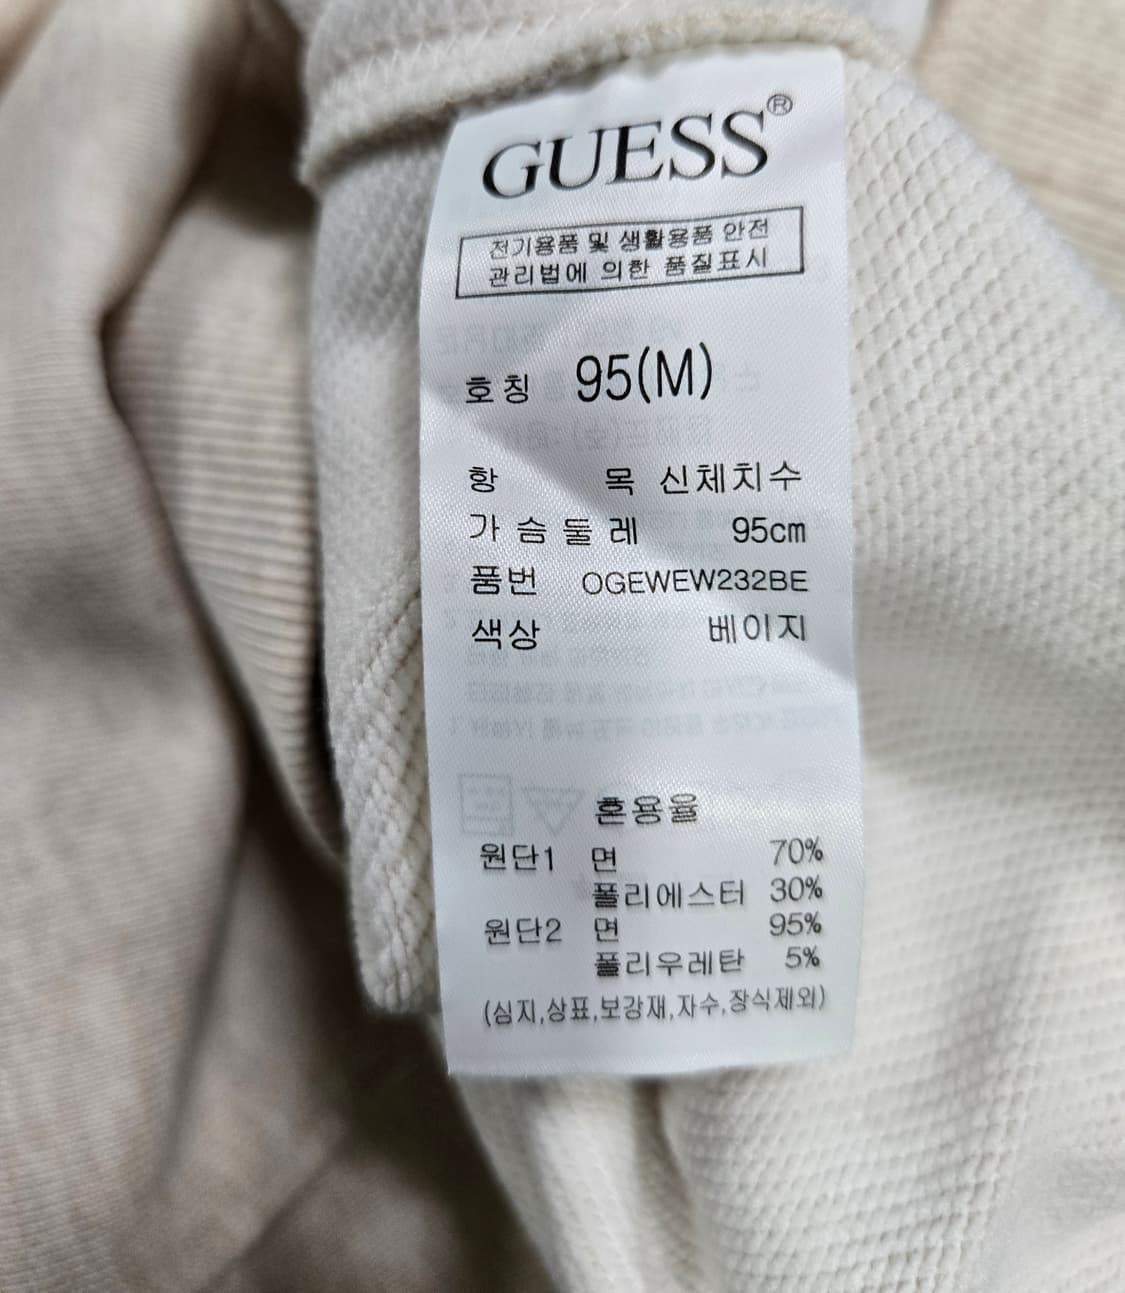 GUESS®
전기용품 및 생활용품 안전
관리법에 의한 품질표시
호칭 95(M)
항 목 신체치수
가슴둘레 95cm
품번 OGEWEW232BE
색상 베이지
혼용율
원단1 면 70%
폴리에스터 30%
원단2 면 95%
폴리우레탄 5%
(심지,상표,보강재,자수,장식제외)